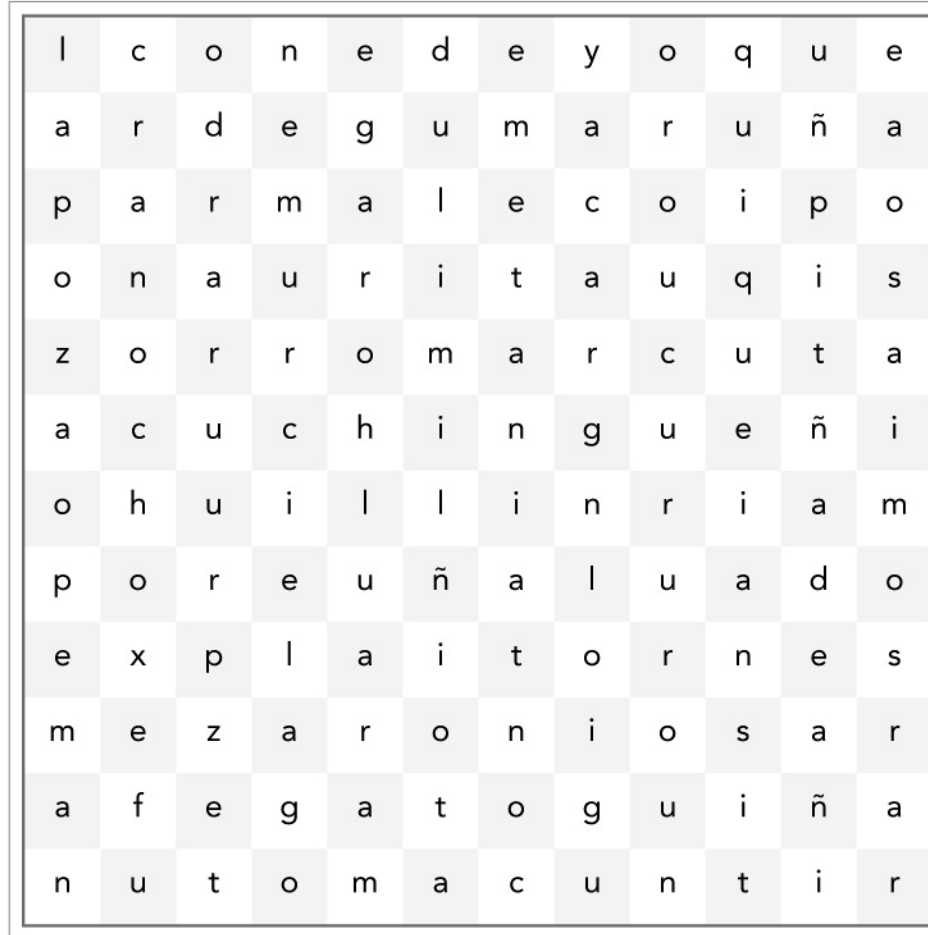 l c o n e d e y o q u e
a r d e g u m a r u ñ a
p a r m a l e c o i p o
o n a u r i t a u q i s
z o r r o m a r c u t a
a c u c h i n g u e ñ i
o h u i l l i n r i a m
p o r e u ñ a l u a d o
e x p l a i t o r n e s
m e z a r o n i o s a r
a f e g a t o g u i ñ a
n u t o m a c u n t i r